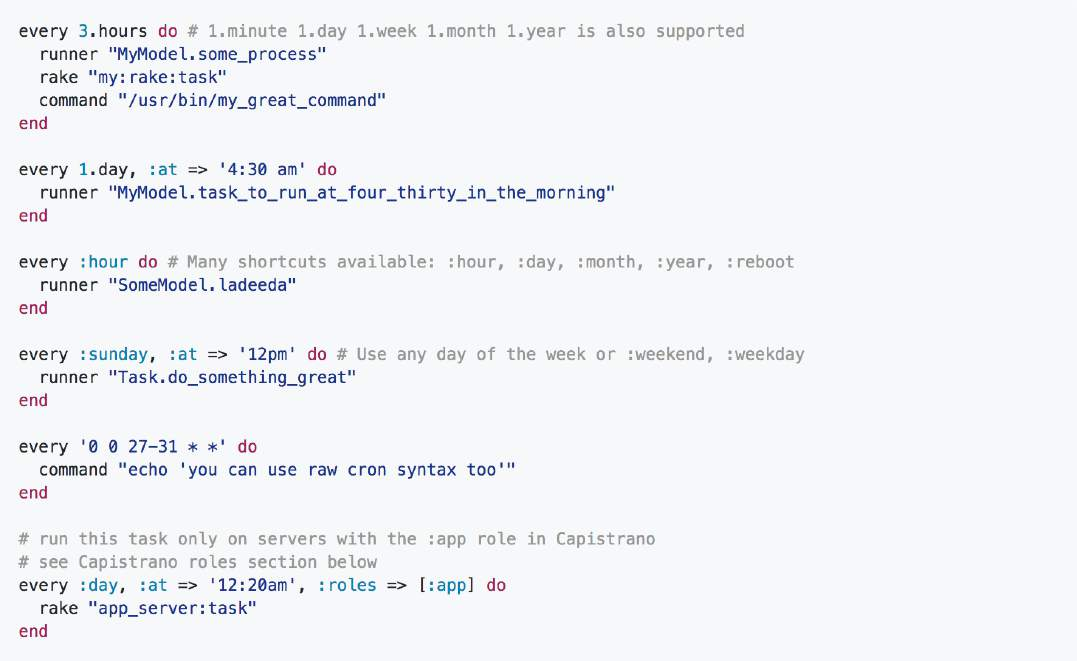 every 3.hours do # 1.minute 1.day 1.week 1.month 1.year is also supported
  runner "MyModel.some_process"
  rake "my:rake:task"
  command "/usr/bin/my_great_command"
end

every 1.day, :at => '4:30 am' do
  runner "MyModel.task_to_run_at_four_thirty_in_the_morning"
end

every :hour do # Many shortcuts available: :hour, :day, :month, :year, :reboot
  runner "SomeModel.ladeeda"
end

every :sunday, :at => '12pm' do # Use any day of the week or :weekend, :weekday
  runner "Task.do_something_great"
end

every '0 0 27-31 * *' do
  command "echo 'you can use raw cron syntax too'"
end

# run this task only on servers with the :app role in Capistrano
# see Capistrano roles section below
every :day, :at => '12:20am', :roles => [:app] do
  rake "app_server:task"
end